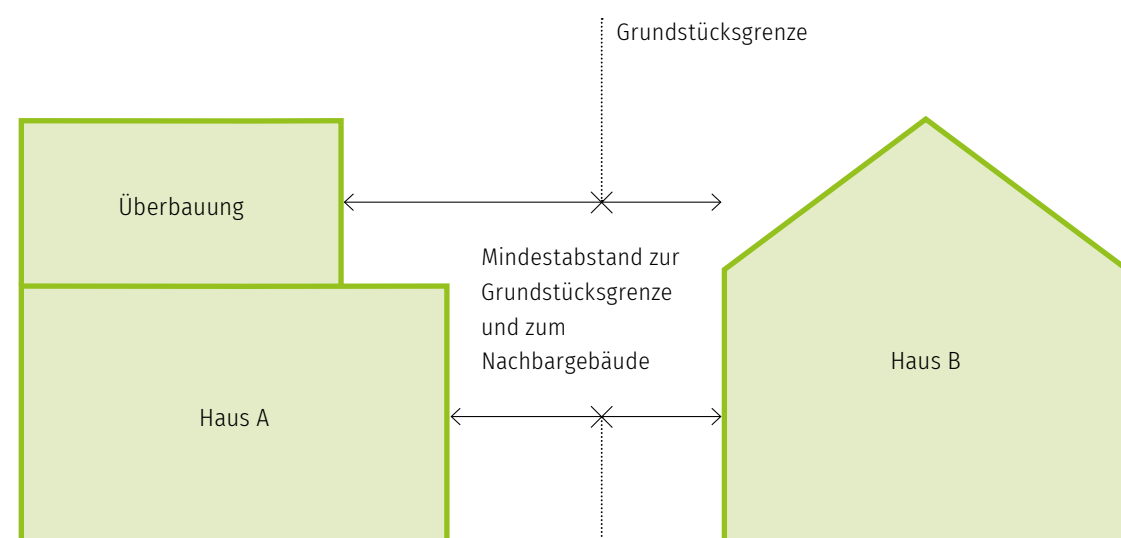 Grundstücksgrenze
Überbauung
Mindestabstand zur
Grundstücksgrenze
und zum
Nachbargebäude
Haus A
Haus B